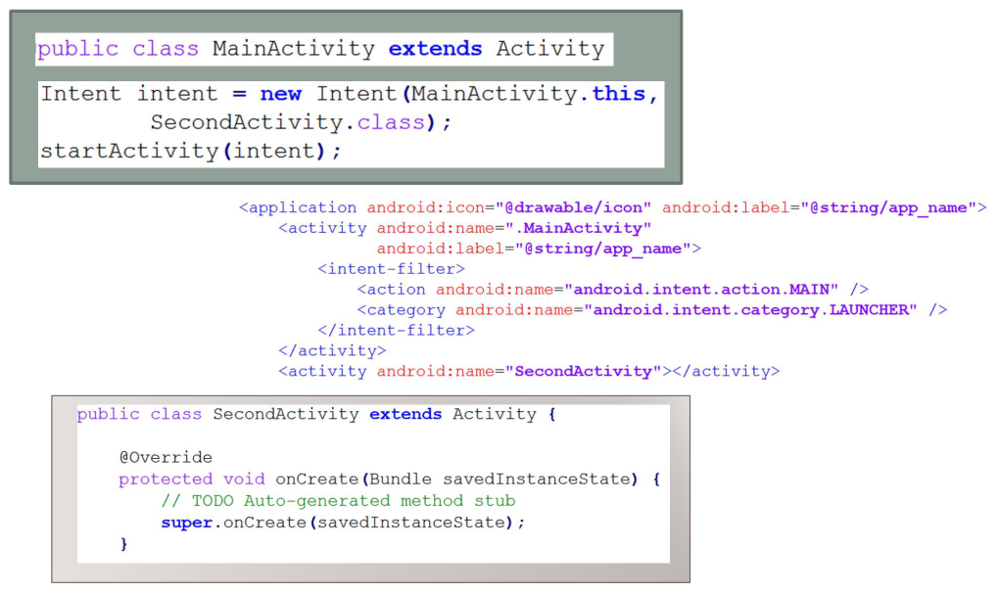 public class MainActivity extends Activity
Intent intent = new Intent(MainActivity.this,
        SecondActivity.class);
startActivity(intent);
<application android:icon="@drawable/icon" android:label="@string/app_name">
    <activity android:name=".MainActivity"
              android:label="@string/app_name">
        <intent-filter>
            <action android:name="android.intent.action.MAIN" />
            <category android:name="android.intent.category.LAUNCHER" />
        </intent-filter>
    </activity>
    <activity android:name="SecondActivity"></activity>
public class SecondActivity extends Activity {
    @Override
    protected void onCreate(Bundle savedInstanceState) {
        // TODO Auto-generated method stub
        super.onCreate(savedInstanceState);
    }